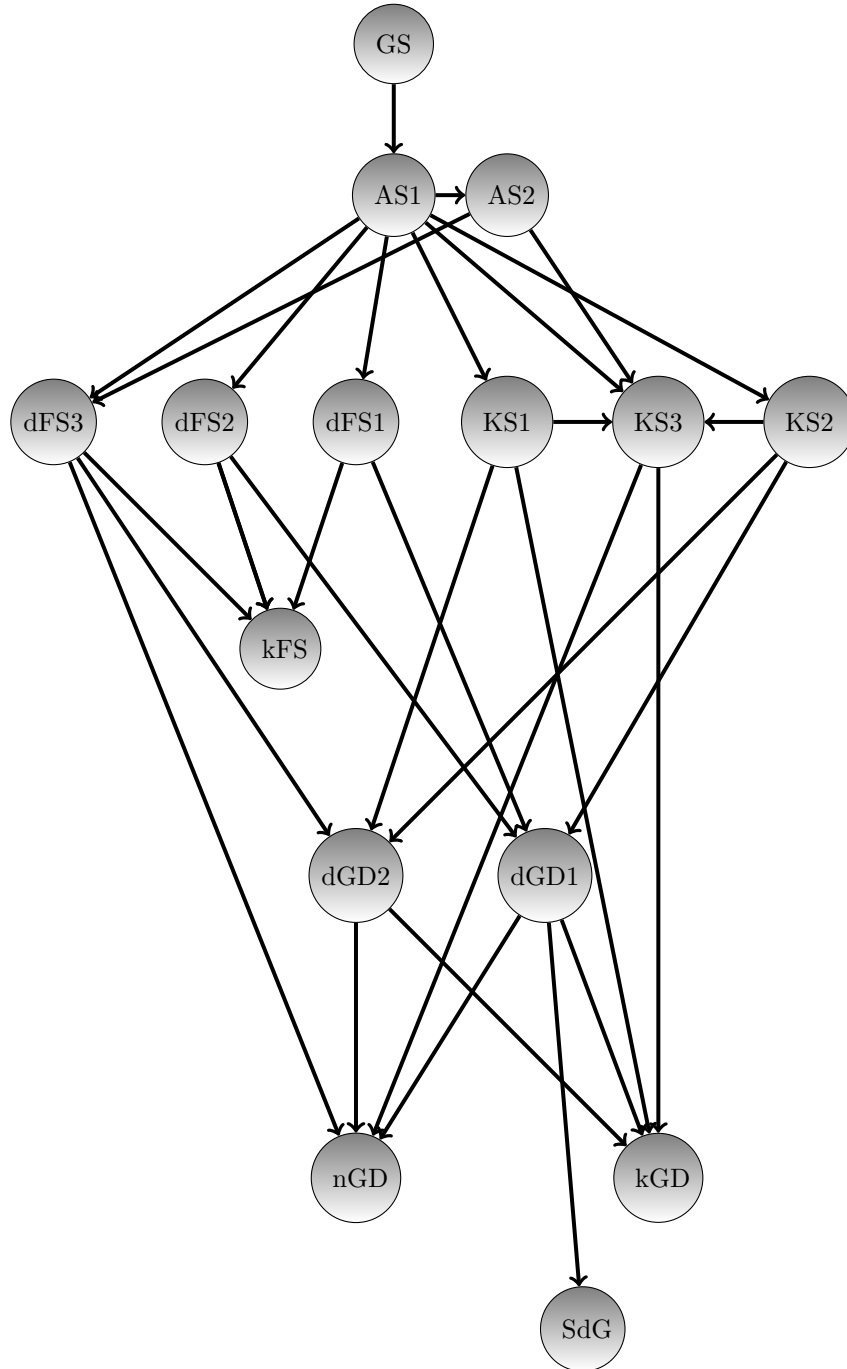 GS
AS1 AS2
dFS3 dFS2 dFS1 KS1 KS3 KS2
kFS
dGD2 dGD1
nGD kGD
SdG